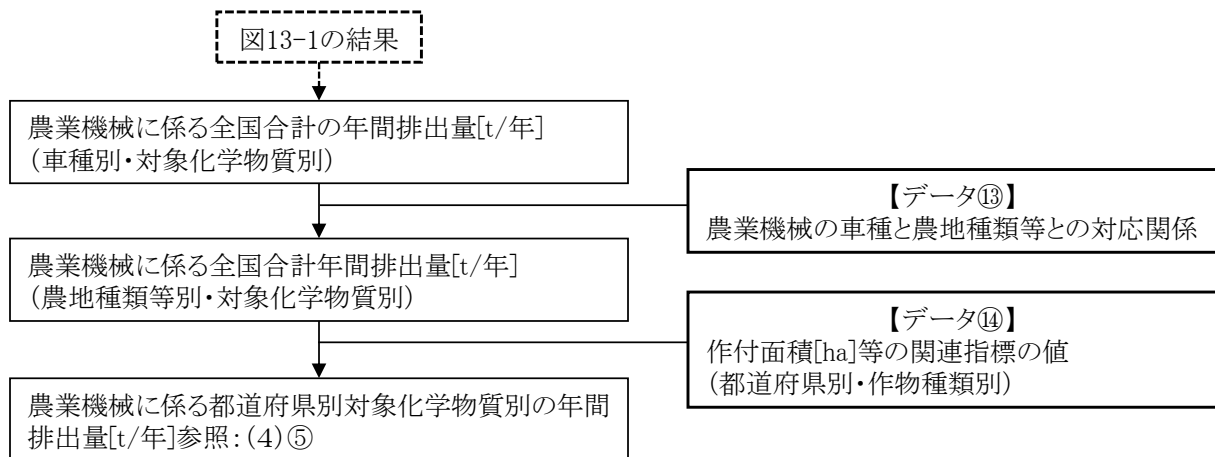 図13-1の結果
農業機械に係る全国合計の年間排出量[t/年]
(車種別・対象化学物質別)
【データ⑬】
農業機械の車種と農地種類等との対応関係
農業機械に係る全国合計年間排出量[t/年]
(農地種類等別・対象化学物質別)
【データ⑭】
作付面積[ha]等の関連指標の値
(都道府県別・作物種類別)
農業機械に係る都道府県別対象化学物質別の年間
排出量[t/年]参照:(4)⑤